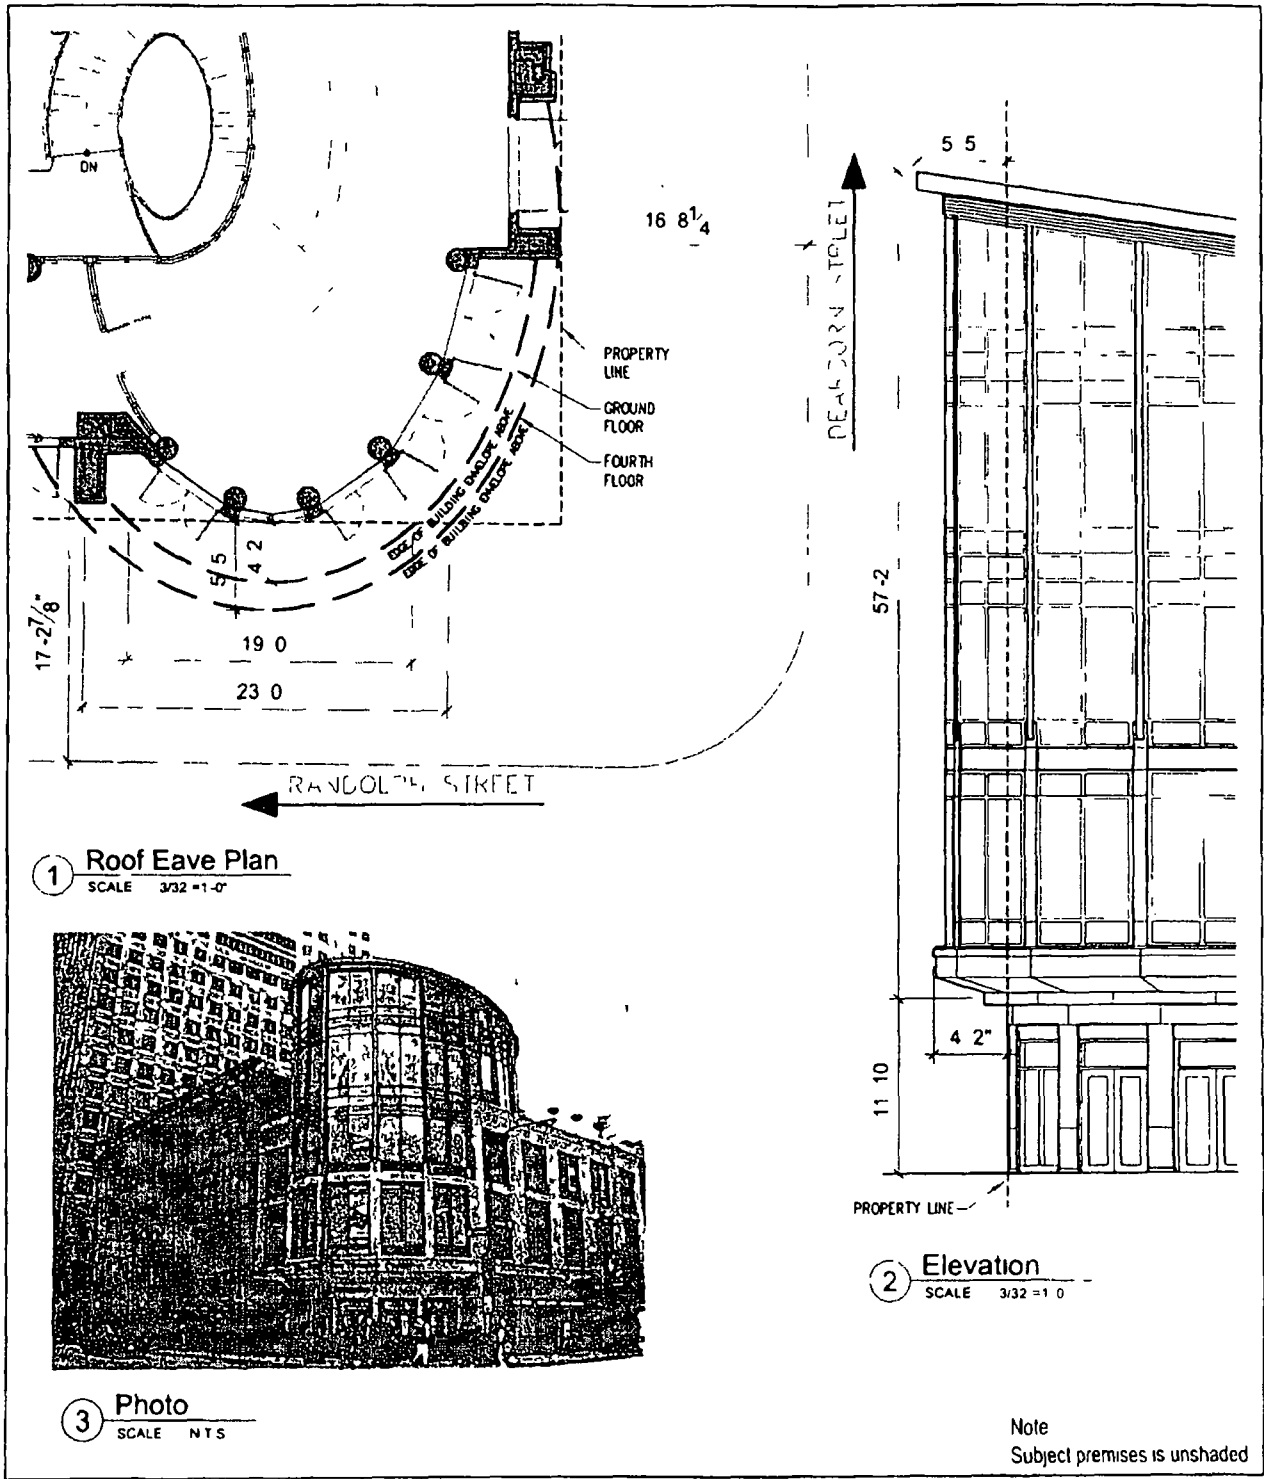 DN
16 8¼
PROPERTY
LINE
GROUND
FLOOR
FOURTH
FLOOR
EDGE OF BUILDING ENVELOPE ABOVE
EDGE OF BUILDING ENVELOPE ABOVE
5 5
4 2
17-2⅞"
19 0
23 0
STREET
1 Roof Eave Plan
SCALE 3/32 =1-0"
3 Photo
SCALE N T S
5 5
57-2
4 2"
11 10
PROPERTY LINE
2 Elevation
SCALE 3/32 =1 0
Note
Subject premises is unshaded